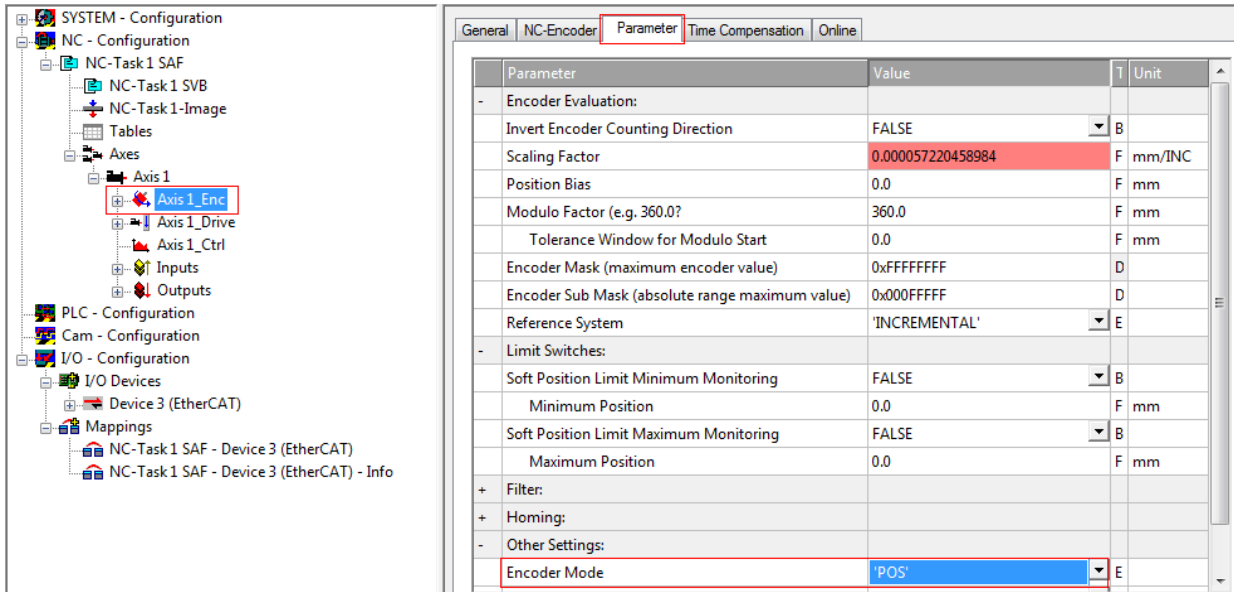 SYSTEM - Configuration
NC - Configuration
NC-Task 1 SAF
NC-Task 1 SVB
NC-Task 1-Image
Tables
Axes
Axis 1
Axis 1_Enc
Axis 1_Drive
Axis 1_Ctrl
Inputs
Outputs
PLC - Configuration
Cam - Configuration
I/O - Configuration
I/O Devices
Device 3 (EtherCAT)
Mappings
NC-Task 1 SAF - Device 3 (EtherCAT)
NC-Task 1 SAF - Device 3 (EtherCAT) - Info
General NC-Encoder Parameter Time Compensation Online
Parameter Value T Unit
- Encoder Evaluation:
Invert Encoder Counting Direction FALSE B
Scaling Factor 0.000057220458984 F mm/INC
Position Bias 0.0 F mm
Modulo Factor (e.g. 360.0? 360.0 F mm
Tolerance Window for Modulo Start 0.0 F mm
Encoder Mask (maximum encoder value) 0xFFFFFFFF D
Encoder Sub Mask (absolute range maximum value) 0x000FFFFF D
Reference System 'INCREMENTAL' E
- Limit Switches:
Soft Position Limit Minimum Monitoring FALSE B
Minimum Position 0.0 F mm
Soft Position Limit Maximum Monitoring FALSE B
Maximum Position 0.0 F mm
+ Filter:
+ Homing:
- Other Settings:
Encoder Mode 'POS' E